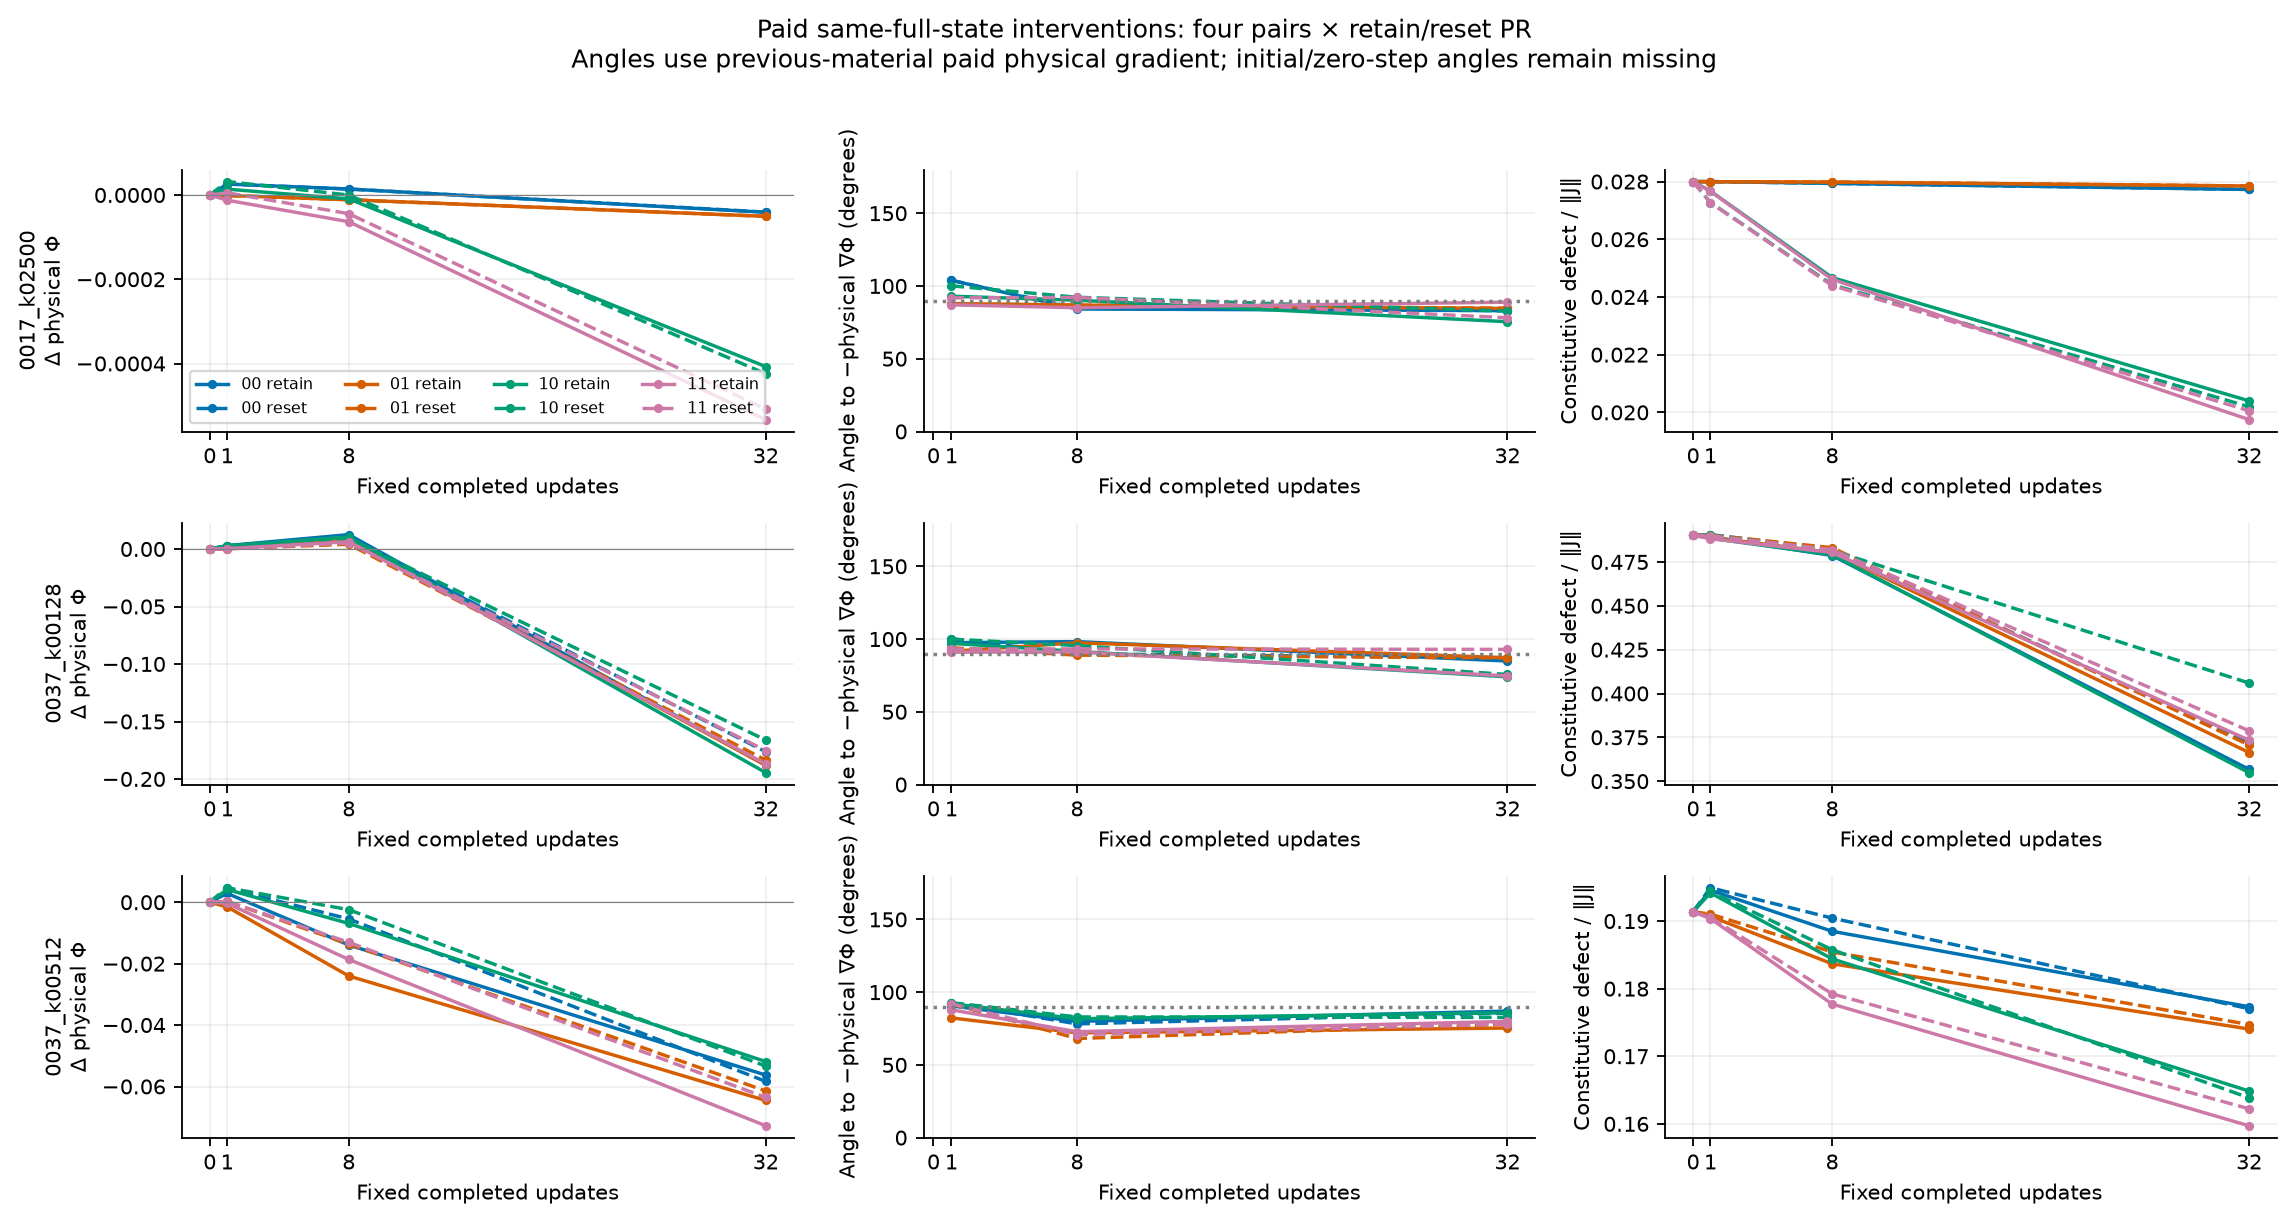 Paid same-full-state interventions: four pairs × retain/reset PR
Angles use previous-material paid physical gradient; initial/zero-step angles remain missing
0017_k02500
Δ physical Φ
0.0000
−0.0002
−0.0004
00 retain
01 retain
10 retain
11 retain
00 reset
01 reset
10 reset
11 reset
0 1 8 32
Fixed completed updates
Angle to −physical ∇Φ (degrees)
150
100
50
0
0 1 8 32
Fixed completed updates
Constitutive defect / ‖J‖
0.028
0.026
0.024
0.022
0.020
0 1 8 32
Fixed completed updates
0037_k00128
Δ physical Φ
0.00
−0.05
−0.10
−0.15
−0.20
0 1 8 32
Fixed completed updates
Angle to −physical ∇Φ (degrees)
150
100
50
0
0 1 8 32
Fixed completed updates
Constitutive defect / ‖J‖
0.475
0.450
0.425
0.400
0.375
0.350
0 1 8 32
Fixed completed updates
0037_k00512
Δ physical Φ
0.00
−0.02
−0.04
−0.06
0 1 8 32
Fixed completed updates
Angle to −physical ∇Φ (degrees)
150
100
50
0
0 1 8 32
Fixed completed updates
Constitutive defect / ‖J‖
0.19
0.18
0.17
0.16
0 1 8 32
Fixed completed updates